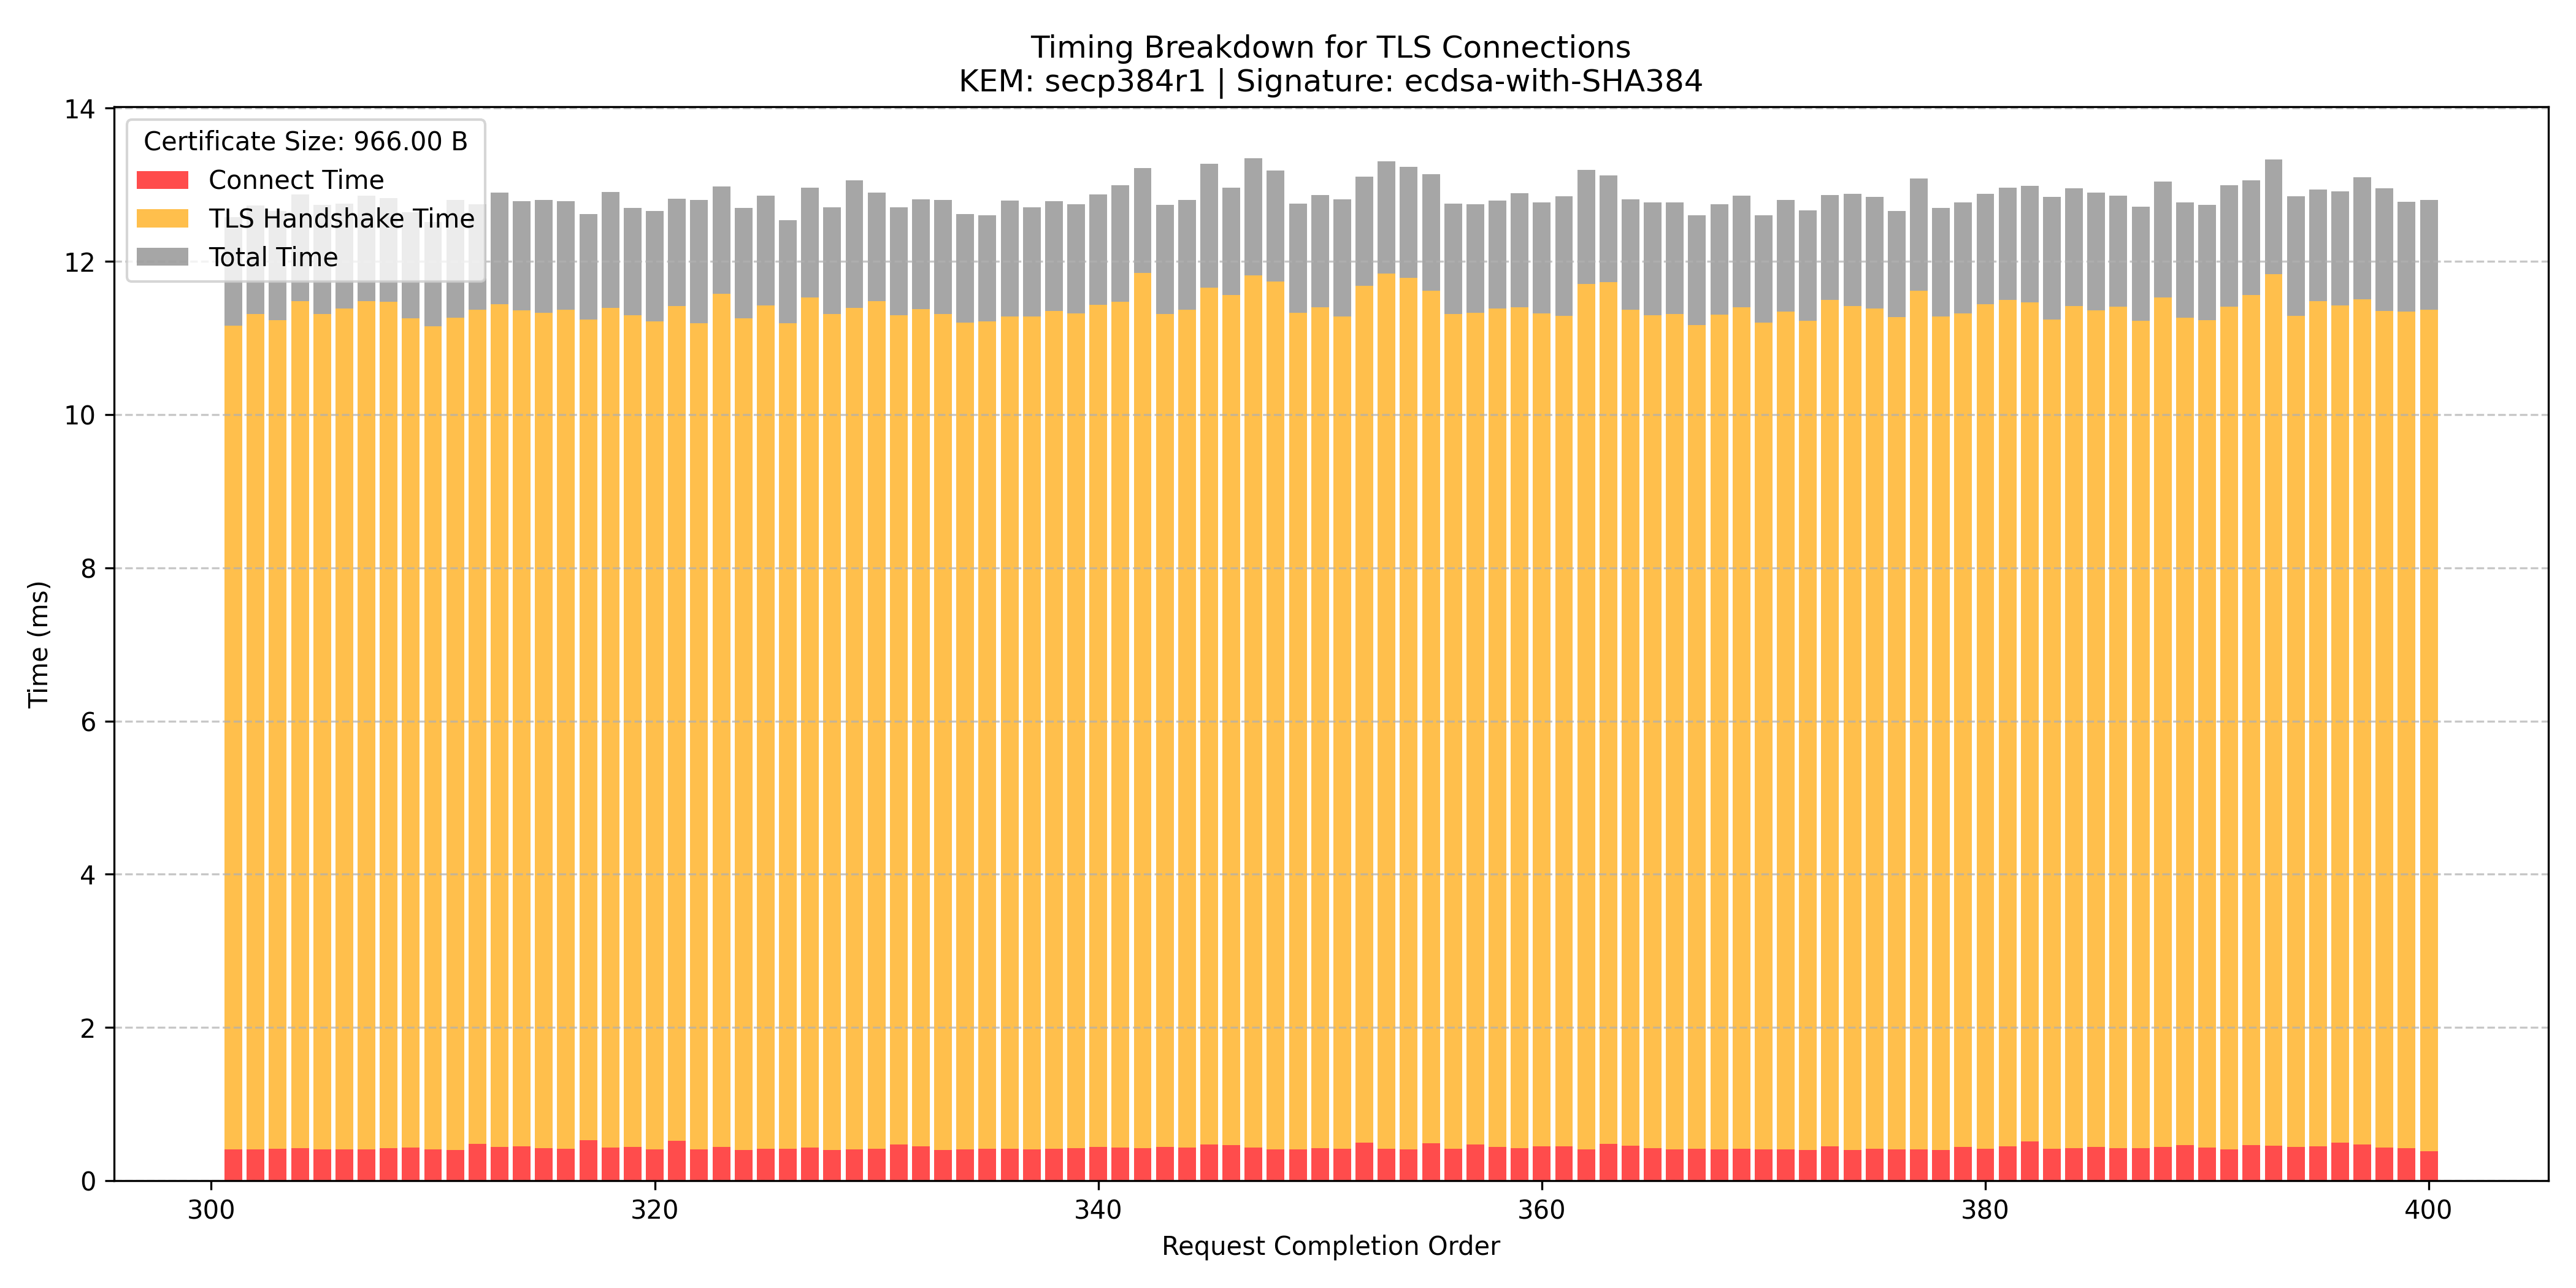 Timing Breakdown for TLS Connections
KEM: secp384r1 | Signature: ecdsa-with-SHA384
Certificate Size: 966.00 B
Connect Time
TLS Handshake Time
Total Time
14
12
10
8
6
4
2
0
Time (ms)
300 320 340 360 380 400
Request Completion Order